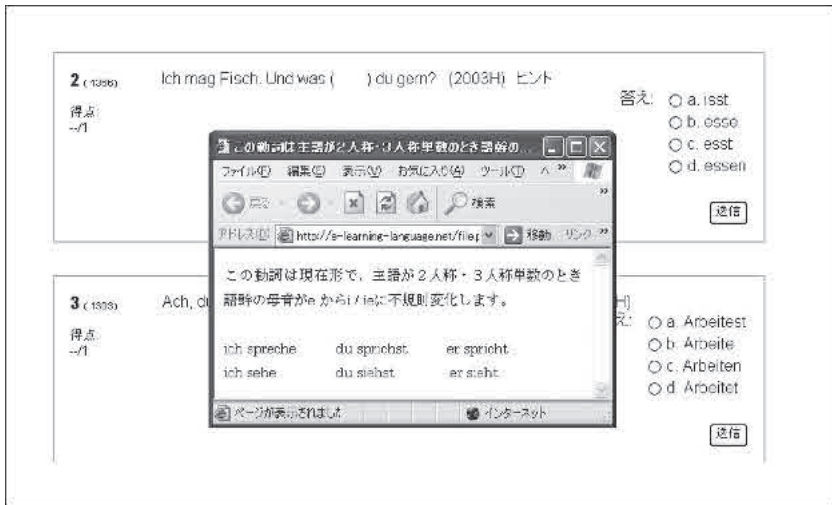 2 (1386) Ich mag Fisch. Und was ( ) du gern? (2003H) ヒント
得点:
--/1
答え:
a. isst
b. esse
c. esst
d. essen
送信
この動詞は主語が2人称・3人称単数のとき語幹の...
ファイル(F) 編集(E) 表示(V) お気に入り(A) ツール(T) ヘ »
戻る 検索 »
アドレス(D) http://e-learning-language.net/file.p 移動 リンク »
この動詞は現在形で、主語が2人称・3人称単数のとき
語幹の母音がe からi / ieに不規則変化します。
ich spreche du sprichst er spricht
ich sehe du siehst er sieht
ページが表示されました インターネット
3 Ach, du
得点:
--/1
H)
え:
a. Arbeitest
b. Arbeite
c. Arbeiten
d. Arbeitet
送信